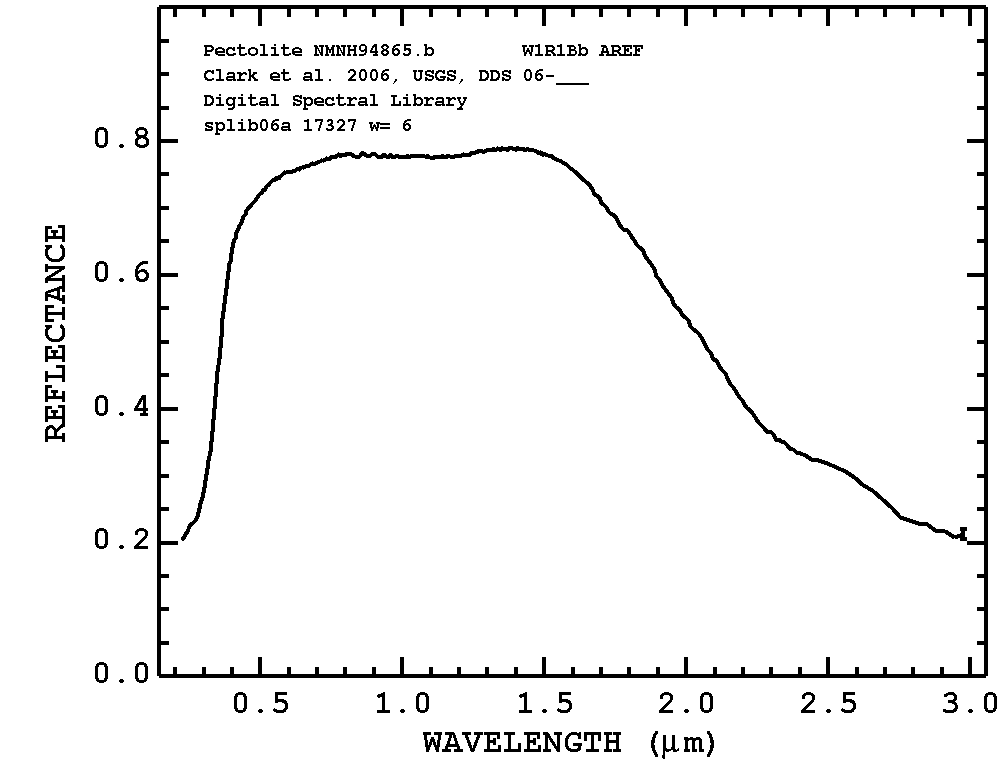 Pectolite NMNH94865.b W1R1Bb AREF
Clark et al. 2006, USGS, DDS 06-___
Digital Spectral Library
splib06a 17327 w= 6
0.8
0.6
0.4
0.2
0.0
REFLECTANCE
0.5 1.0 1.5 2.0 2.5 3.0
WAVELENGTH (μm)